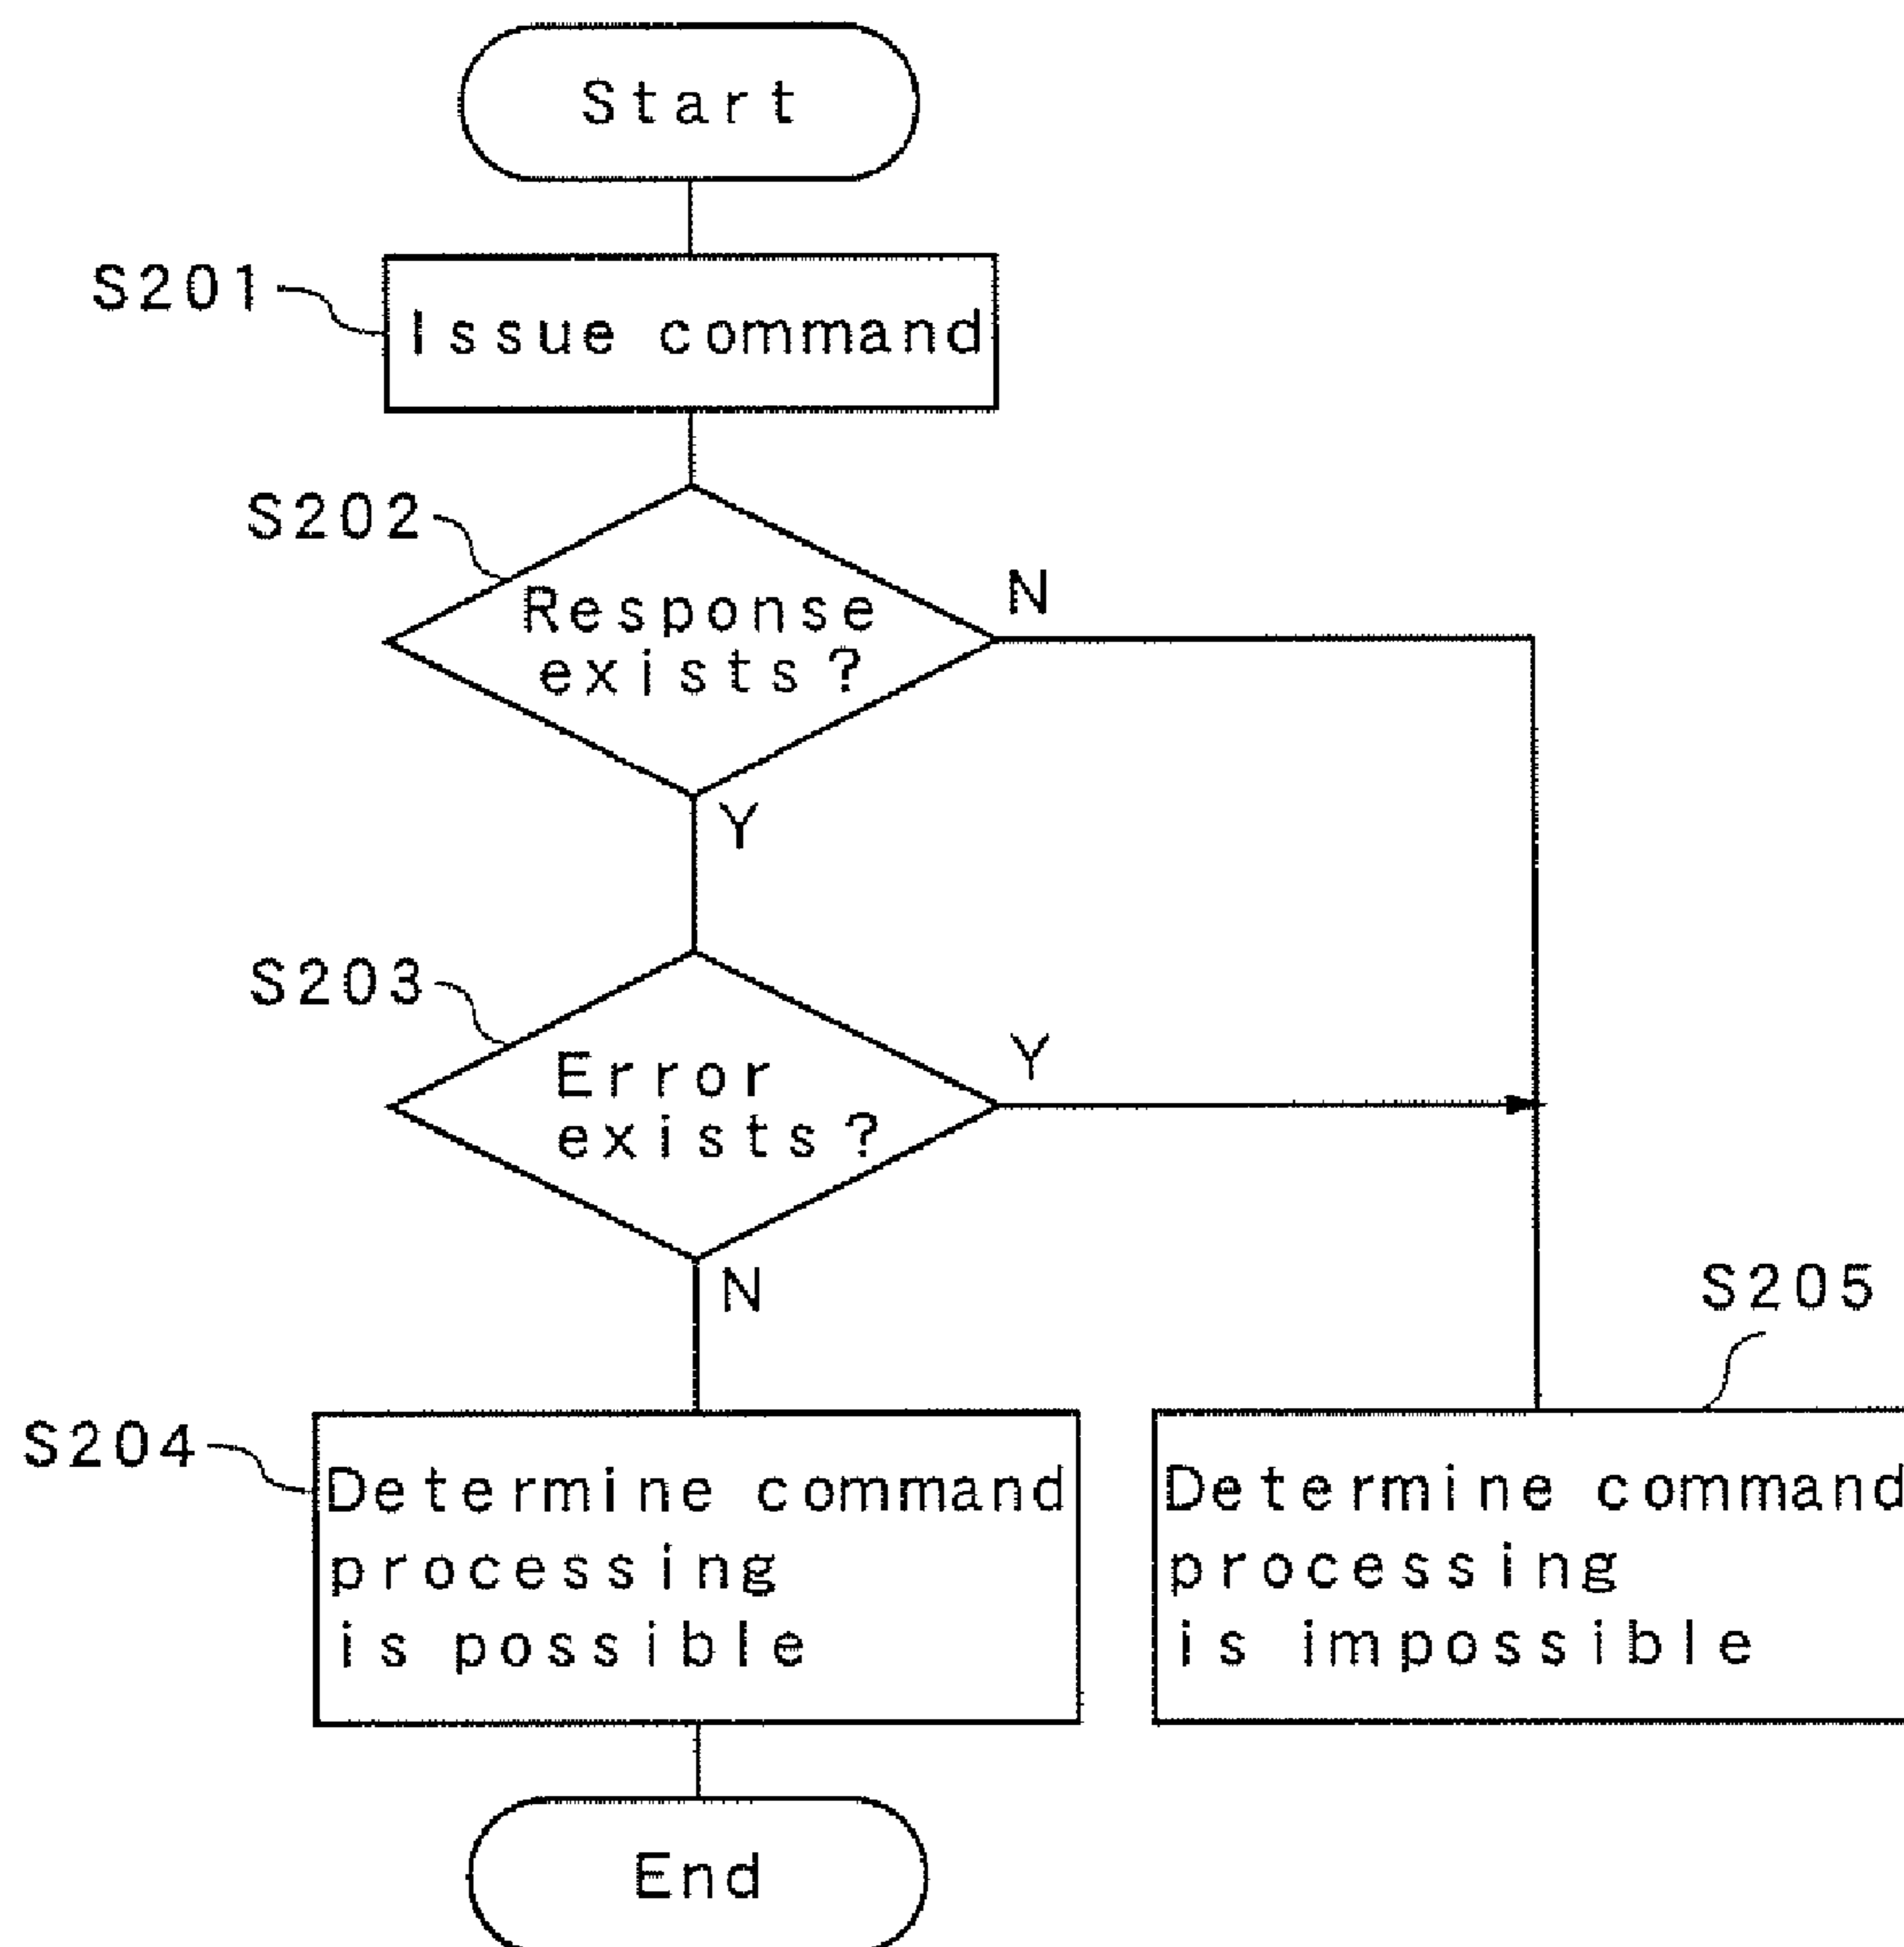 Start
S201
Issue command
S202
Response
exists?
N
Y
S203
Error
exists?
Y
N
S205
S204
Determine command
processing
is possible
Determine command
processing
is impossible
End